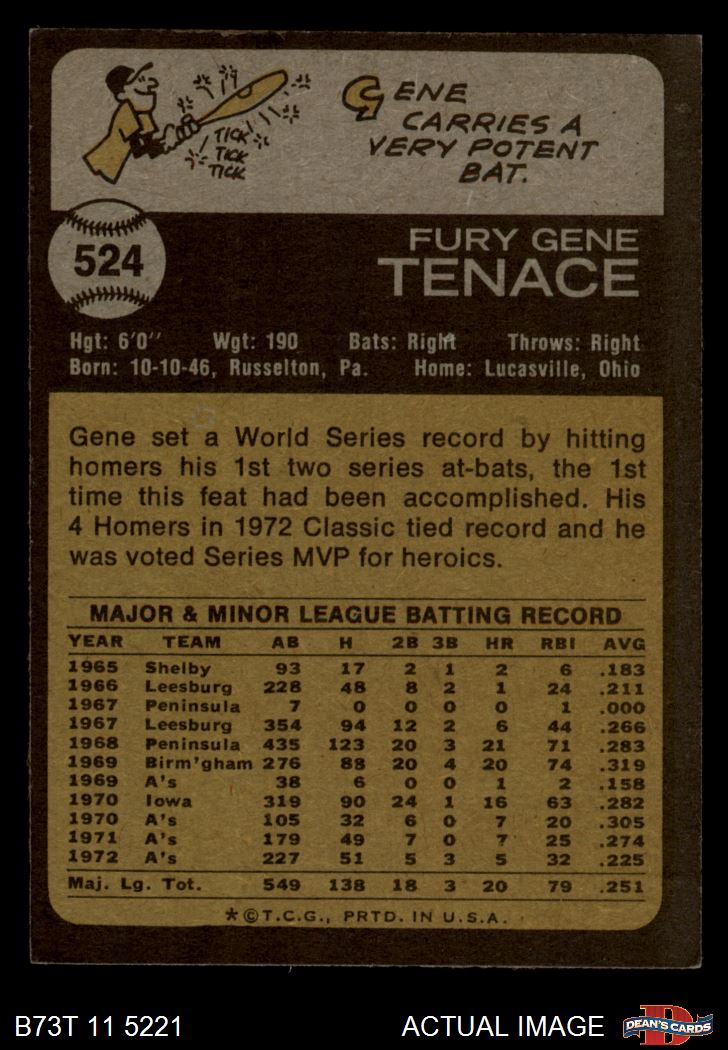 GENE
CARRIES A
VERY POTENT
BAT.
TICK
TICK
TICK
524
FURY GENE
TENACE
Hgt: 6'0'' Wgt: 190 Bats: Right Throws: Right
Born: 10-10-46, Russelton, Pa. Home: Lucasville, Ohio
Gene set a World Series record by hitting
homers his 1st two series at-bats, the 1st
time this feat had been accomplished. His
4 Homers in 1972 Classic tied record and he
was voted Series MVP for heroics.
MAJOR & MINOR LEAGUE BATTING RECORD
YEAR TEAM AB H 2B 3B HR RBI AVG
1965 Shelby 93 17 2 1 2 6 .183
1966 Leesburg 228 48 8 2 1 24 .211
1967 Peninsula 7 0 0 0 0 1 .000
1967 Leesburg 354 94 12 2 6 44 .266
1968 Peninsula 435 123 20 3 21 71 .283
1969 Birm'gham 276 88 20 4 20 74 .319
1969 A's 38 6 0 0 1 2 .158
1970 Iowa 319 90 24 1 16 63 .282
1970 A's 105 32 6 0 7 20 .305
1971 A's 179 49 7 0 7 25 .274
1972 A's 227 51 5 3 5 32 .225
Maj. Lg. Tot. 549 138 18 3 20 79 .251
*©T.C.G., PRTD. IN U.S.A.
B73T 11 5221 ACTUAL IMAGE
D
DEAN'S CARDS